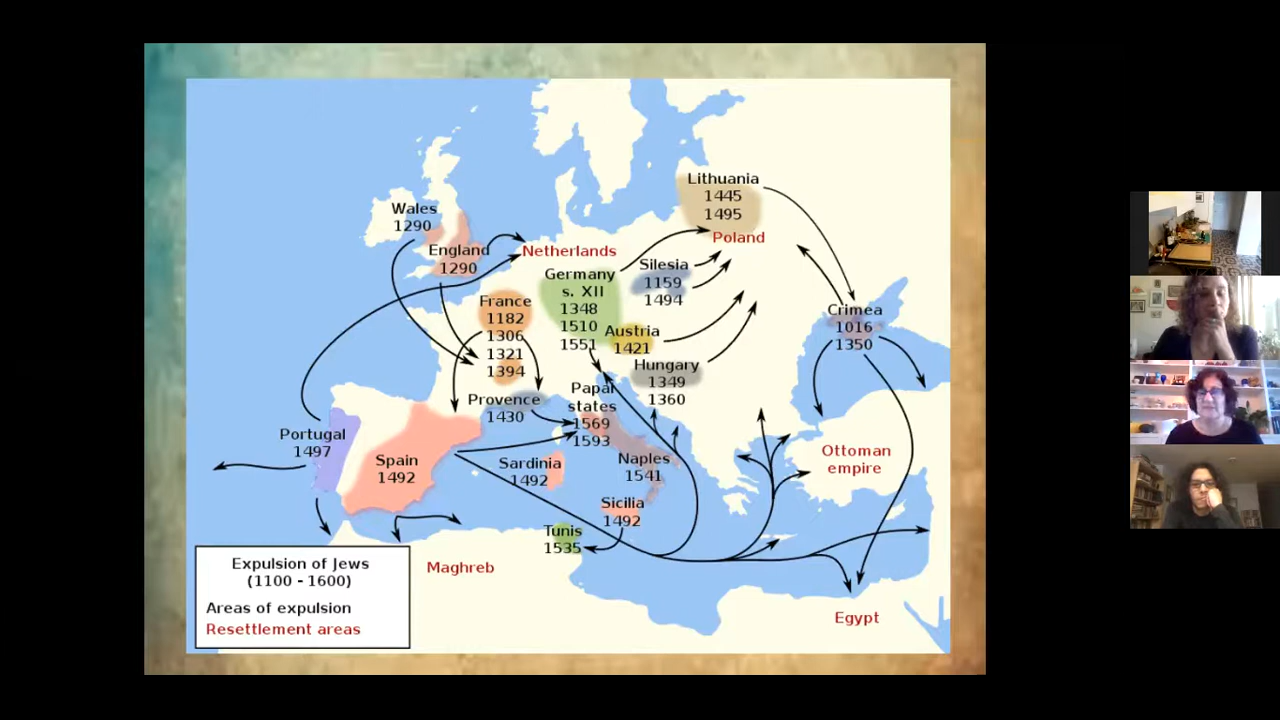 Lithuania
1445
1495
Wales
1290
Poland
England
1290
Netherlands
Germany
s. XII
1348
1510
1551
Silesia
1159
1494
France
1182
1306
1321
1394
Crimea
1016
1350
Austria
1421
Hungary
1349
1360
Provence
1430
Papal
states
1569
1593
Portugal
1497
Spain
1492
Sardinia
1492
Naples
1541
Ottoman
empire
Sicilia
1492
Tunis
1535
Maghreb
Egypt
Expulsion of Jews
(1100 - 1600)
Areas of expulsion
Resettlement areas